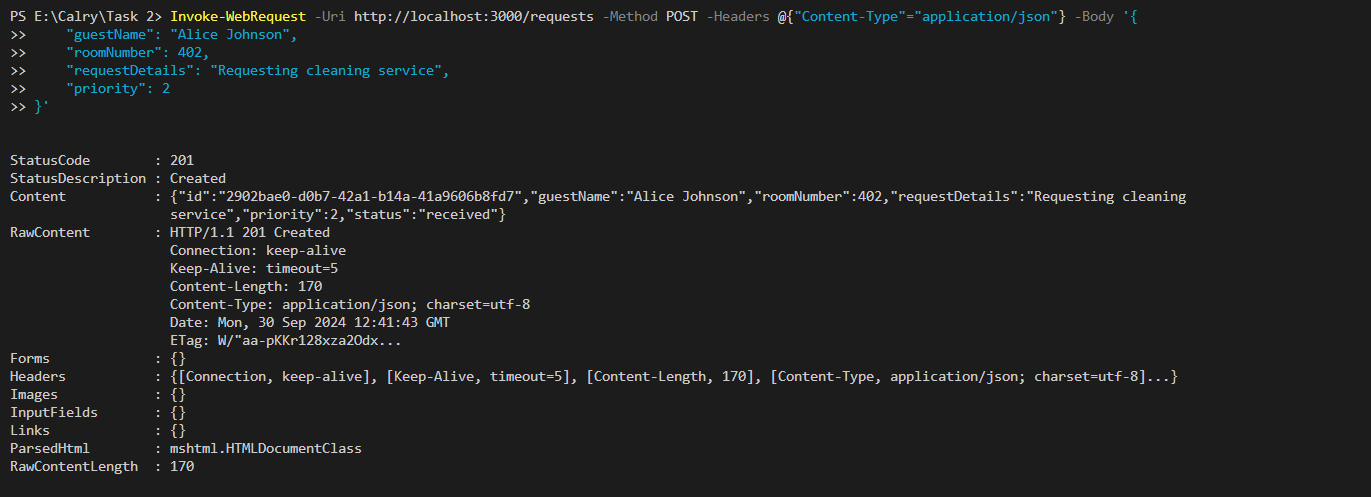 PS E:\Calry\Task 2> Invoke-WebRequest -Uri http://localhost:3000/requests -Method POST -Headers @{"Content-Type"="application/json"} -Body '{
>>     "guestName": "Alice Johnson",
>>     "roomNumber": 402,
>>     "requestDetails": "Requesting cleaning service",
>>     "priority": 2
>> }'
StatusCode        : 201
StatusDescription : Created
Content           : {"id":"2902bae0-d0b7-42a1-b14a-41a9606b8fd7","guestName":"Alice Johnson","roomNumber":402,"requestDetails":"Requesting cleaning
                    service","priority":2,"status":"received"}
RawContent        : HTTP/1.1 201 Created
                    Connection: keep-alive
                    Keep-Alive: timeout=5
                    Content-Length: 170
                    Content-Type: application/json; charset=utf-8
                    Date: Mon, 30 Sep 2024 12:41:43 GMT
                    ETag: W/"aa-pKKr128xza2Odx...
Forms             : {}
Headers           : {[Connection, keep-alive], [Keep-Alive, timeout=5], [Content-Length, 170], [Content-Type, application/json; charset=utf-8]...}
Images            : {}
InputFields       : {}
Links             : {}
ParsedHtml        : mshtml.HTMLDocumentClass
RawContentLength  : 170